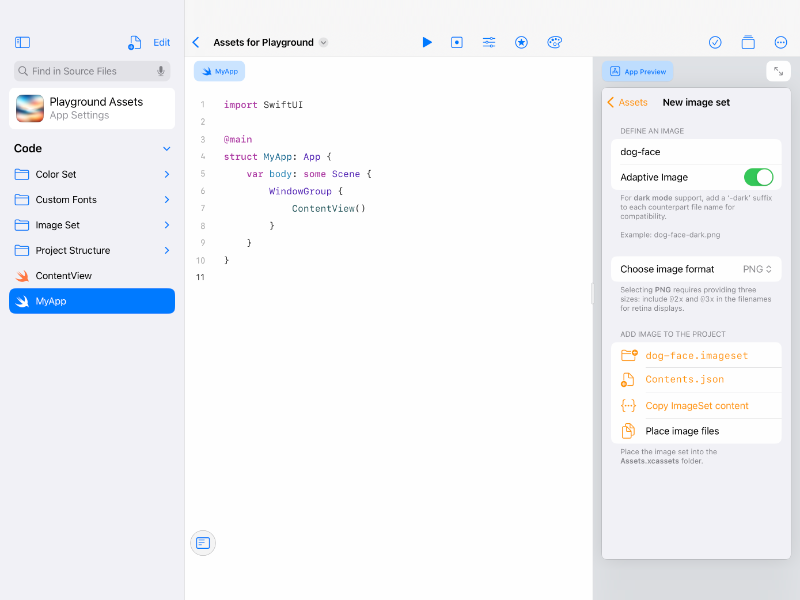 Edit
Assets for Playground
Find in Source Files
Playground Assets
App Settings
Code
Color Set
Custom Fonts
Image Set
Project Structure
ContentView
MyApp
MyApp
1 import SwiftUI
2
3 @main
4 struct MyApp: App {
5 var body: some Scene {
6 WindowGroup {
7 ContentView()
8 }
9 }
10 }
11
App Preview
Assets
New image set
DEFINE AN IMAGE
dog-face
Adaptive Image
For dark mode support, add a '-dark' suffix
to each counterpart file name for
compatibility.
Example: dog-face-dark.png
Choose image format PNG
Selecting PNG requires providing three
sizes: include @2x and @3x in the filenames
for retina displays.
ADD IMAGE TO THE PROJECT
dog-face.imageset
Contents.json
Copy ImageSet content
Place image files
Place the image set into the
Assets.xcassets folder.